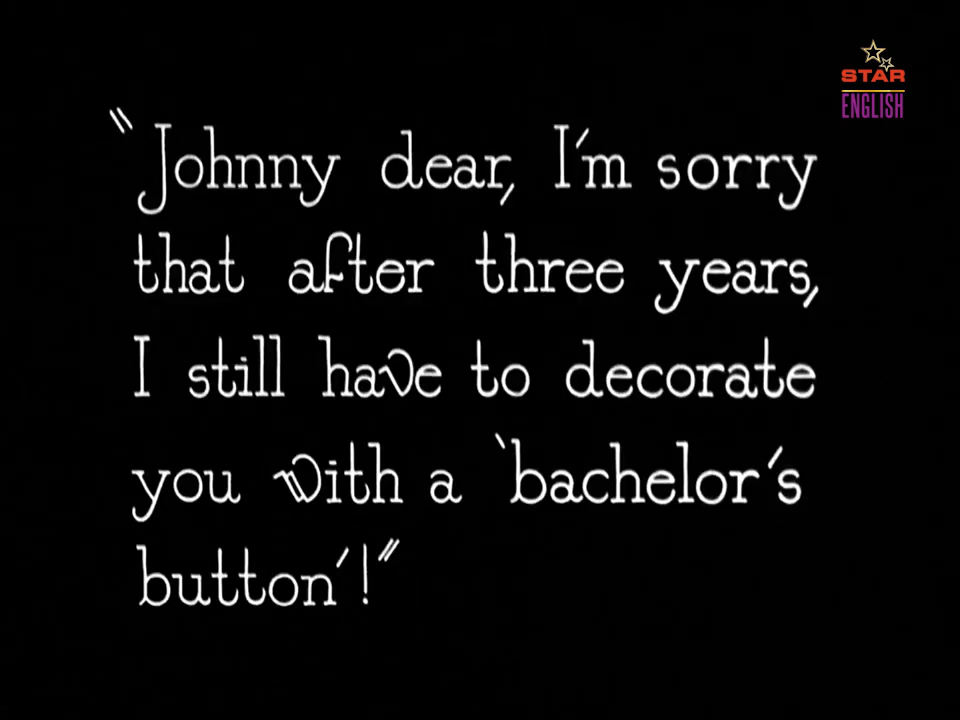 STAR
ENGLISH
"Johnny dear, I'm sorry
that after three years,
I still have to decorate
you with a 'bachelor's
button'!"